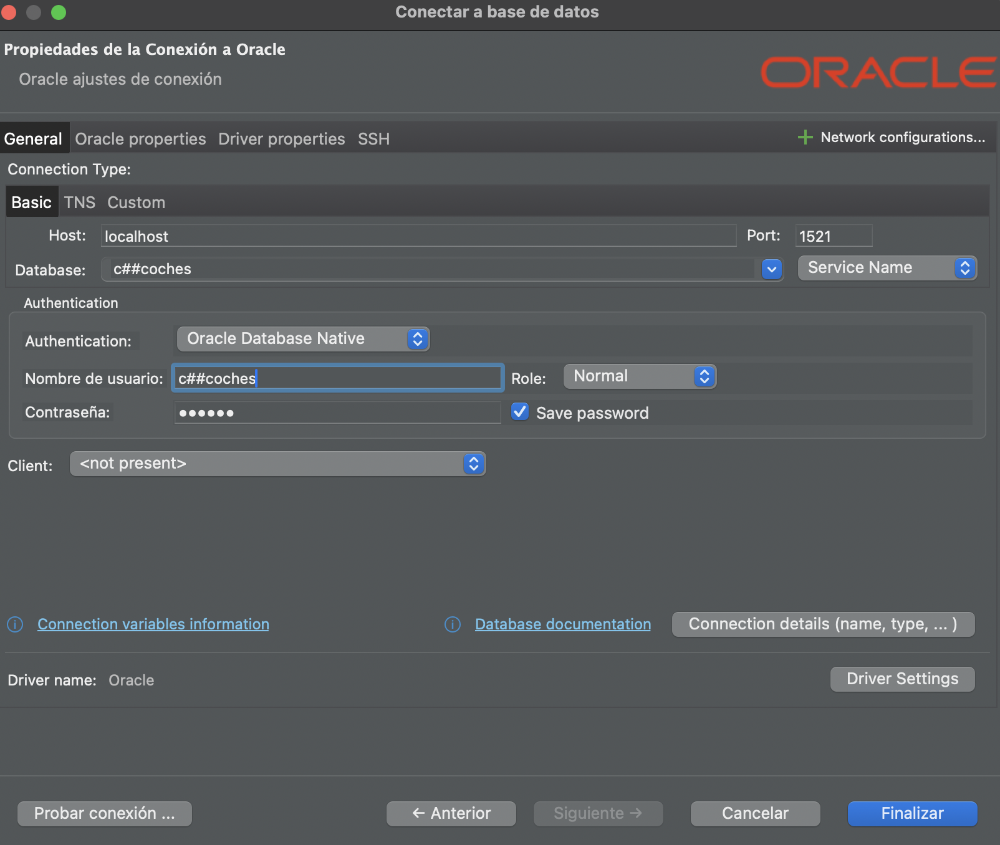 Conectar a base de datos
Propiedades de la Conexión a Oracle
Oracle ajustes de conexión
ORACLE
General Oracle properties Driver properties SSH Network configurations...
Connection Type:
Basic TNS Custom
Host: localhost Port: 1521
Database: c##coches Service Name
Authentication
Authentication: Oracle Database Native
Nombre de usuario: c##coches Role: Normal
Contraseña: •••••• Save password
Client: <not present>
Connection variables information Database documentation Connection details (name, type, ... )
Driver name: Oracle Driver Settings
Probar conexión ... ← Anterior Siguiente → Cancelar Finalizar